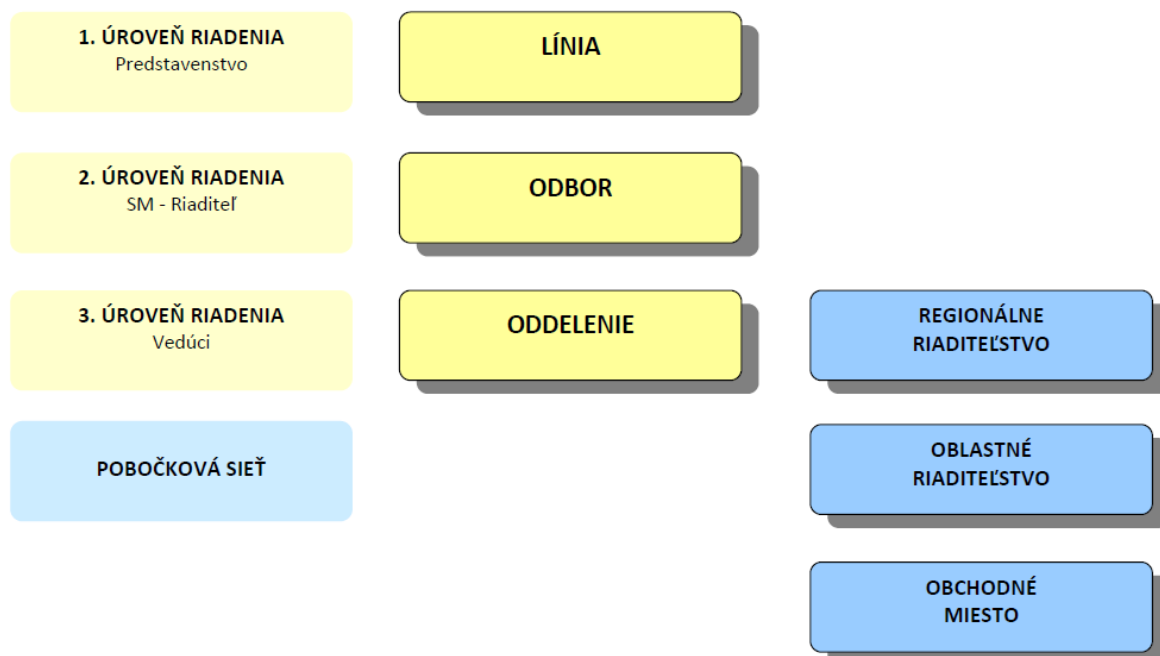 1. ÚROVEŇ RIADENIA
Predstavenstvo
LÍNIA
2. ÚROVEŇ RIADENIA
SM - Riaditeľ
ODBOR
3. ÚROVEŇ RIADENIA
Vedúci
ODDELENIE
REGIONÁLNE
RIADITEĽSTVO
POBOČKOVÁ SIEŤ
OBLASTNÉ
RIADITEĽSTVO
OBCHODNÉ
MIESTO